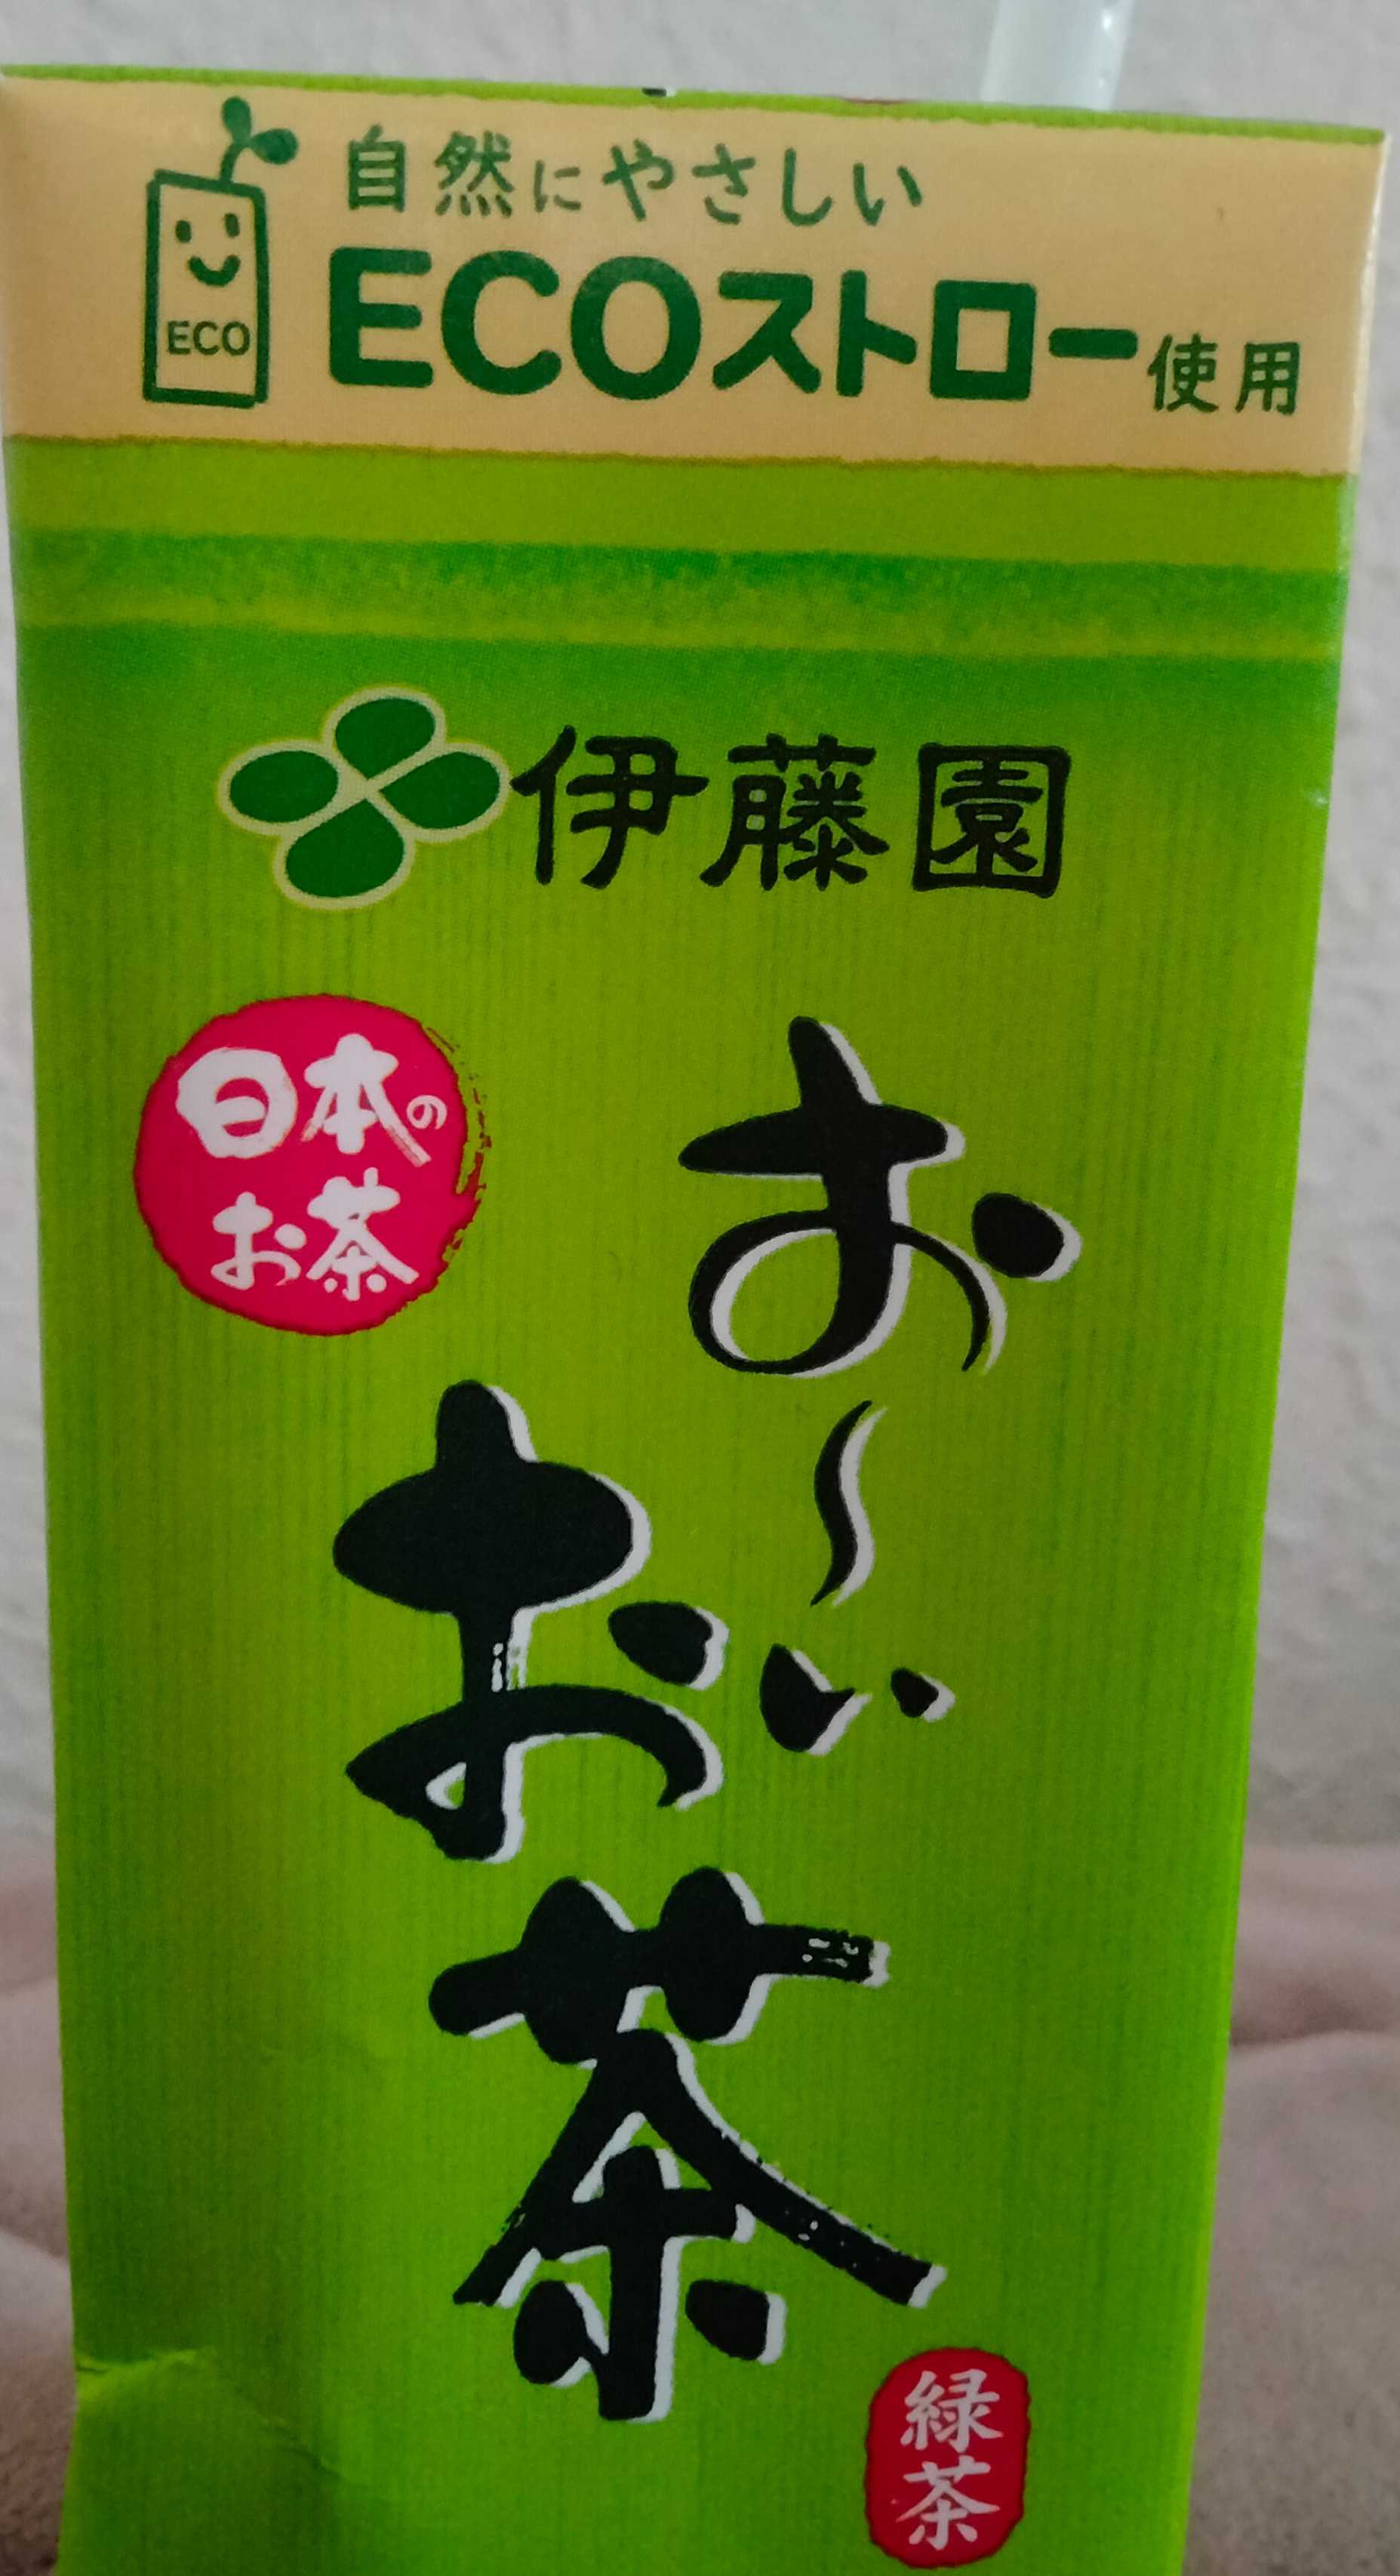 自然にやさしい
ECOストロー使用
ECO
伊藤園
日本の
お茶
お〜い
お茶
緑茶